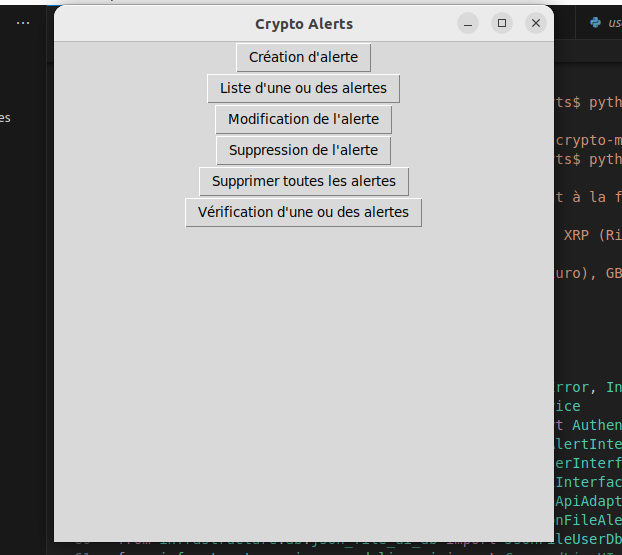 Crypto Alerts
Création d'alerte
Liste d'une ou des alertes
Modification de l'alerte
Suppression de l'alerte
Supprimer toutes les alertes
Vérification d'une ou des alertes
es
ts$ pyth
crypto-m
ts$ pyth
t à la f
XRP (Ri
uro), GB
rror, In
ice
t Authen
lertInte
erInterf
Interfac
ApiAdapt
nFileAle
ileUserDb